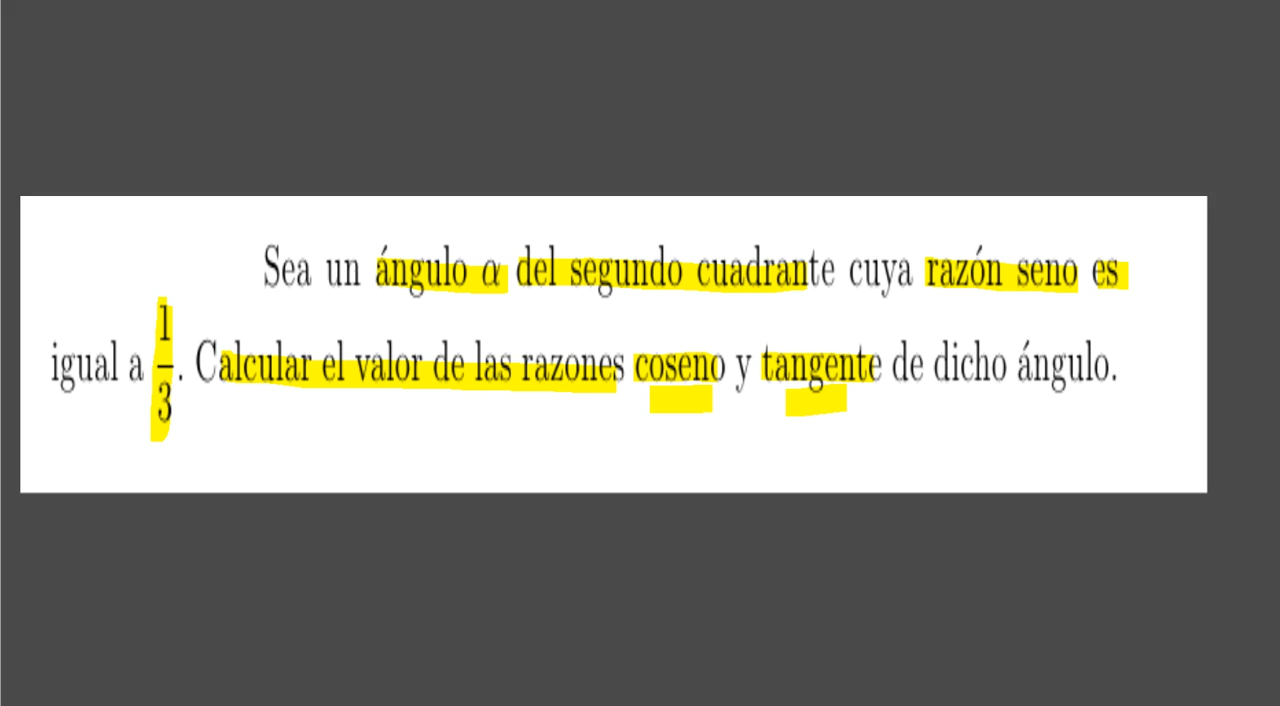 Sea un ángulo α del segundo cuadrante cuya razón seno es
igual a 1/3. Calcular el valor de las razones coseno y tangente de dicho ángulo.